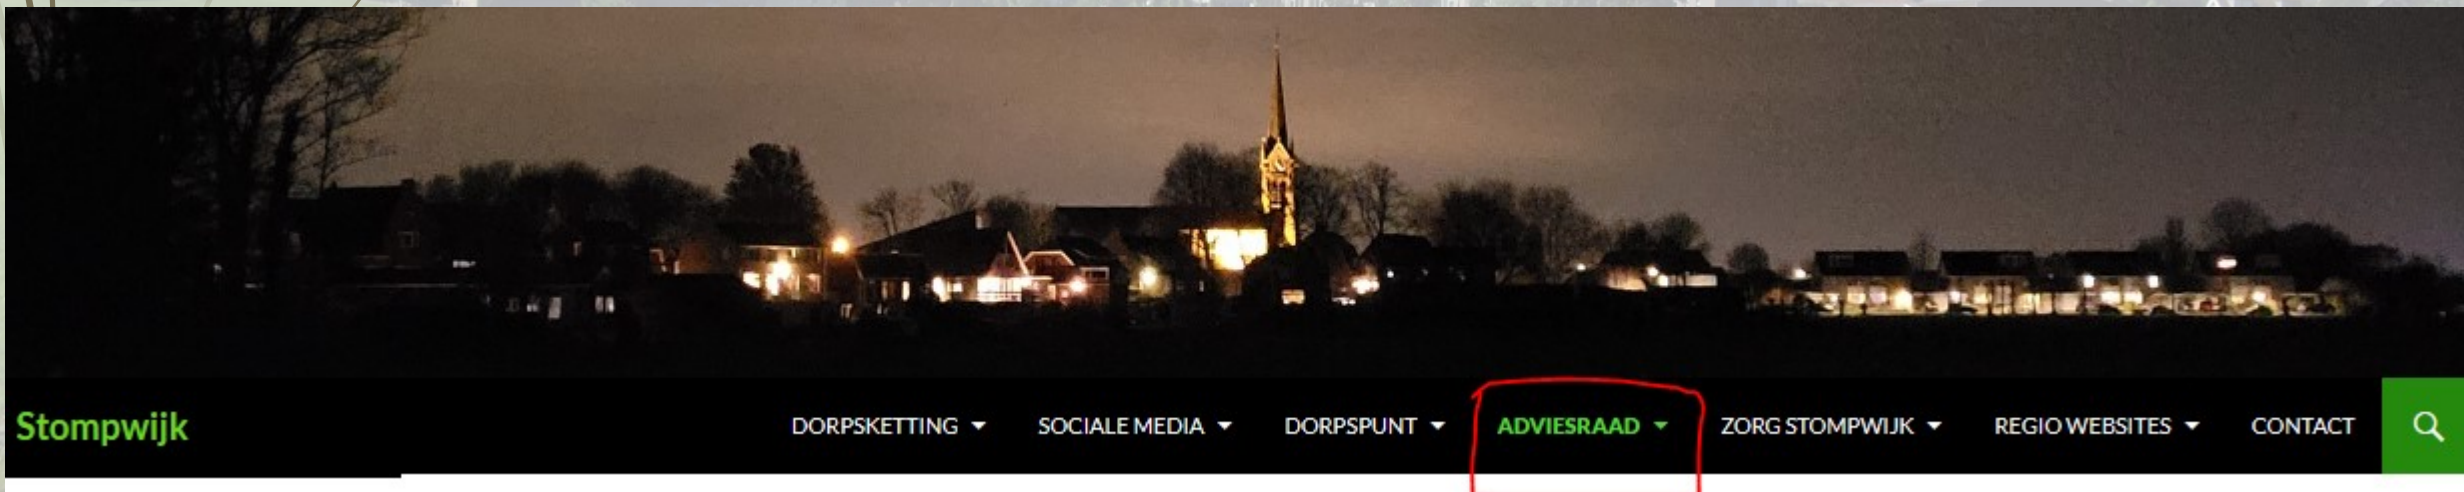 Stompwijk DORPSKETTING SOCIALE MEDIA DORPSPUNT ADVIESRAAD ZORG STOMPWIJK REGIO WEBSITES CONTACT